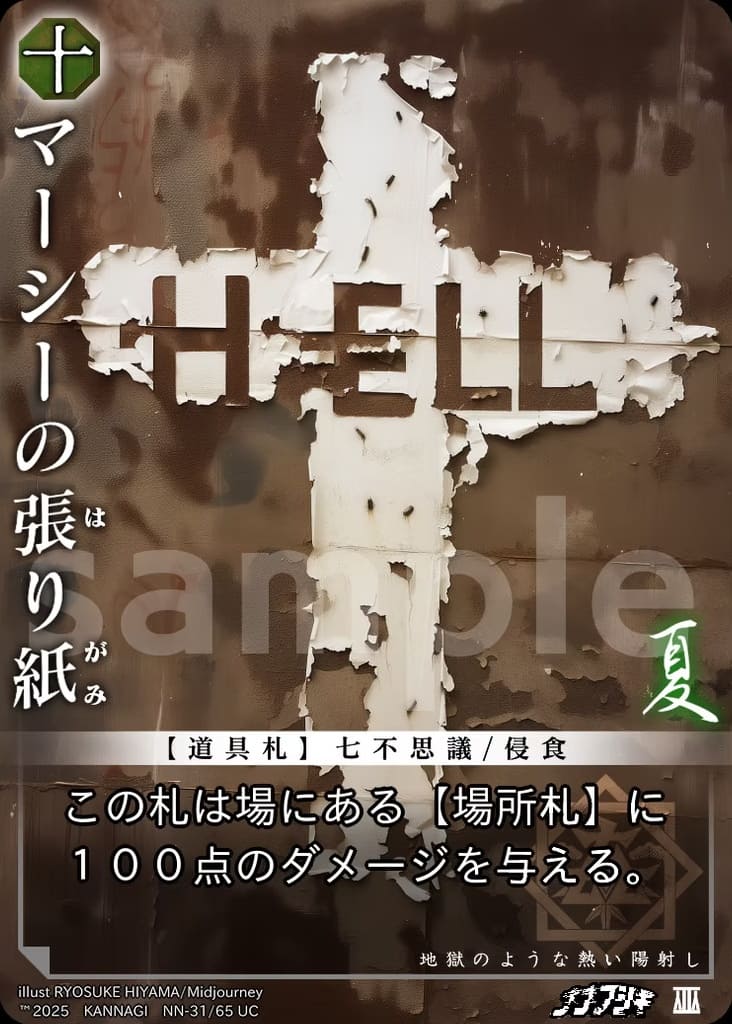 十
マーシーの張り紙
は
がみ
HELL
sample
夏
【道具札】七不思議/侵食
この札は場にある【場所札】に
100点のダメージを与える。
地獄のような熱い陽射し
illust RYOSUKE HIYAMA/Midjourney
™2025 KANNAGI NN-31/65 UC